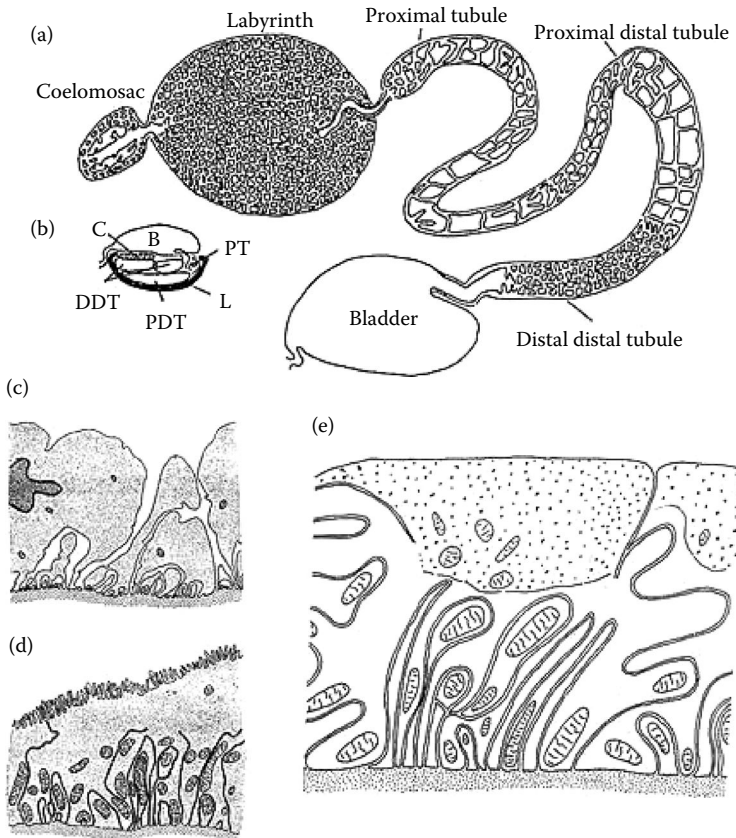 (a)
Labyrinth
Proximal tubule
Proximal distal tubule
Coelomosac
(b)
C
B
PT
DDT
L
PDT
Bladder
Distal distal tubule
(c)
(e)
(d)